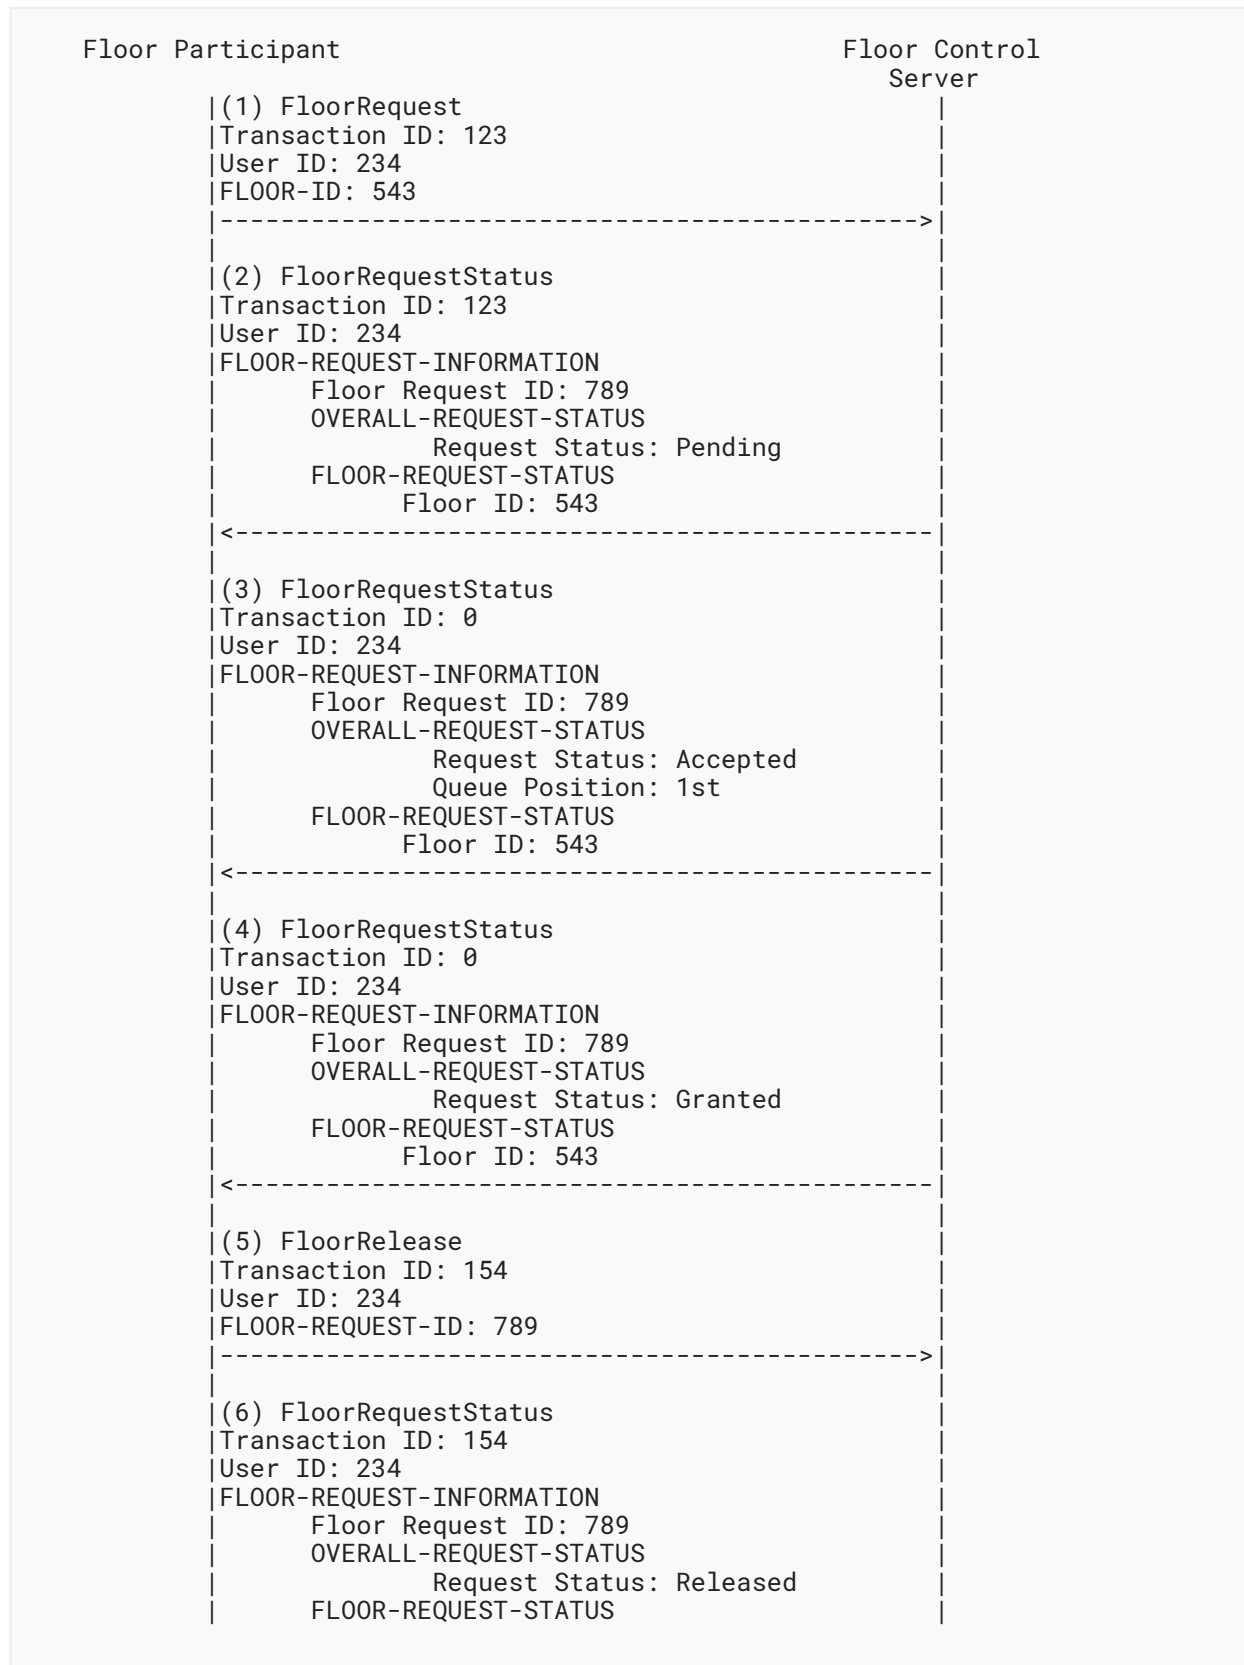 Floor Participant                                 Floor Control
                                                     Server
        |(1) FloorRequest                               |
        |Transaction ID: 123                            |
        |User ID: 234                                   |
        |FLOOR-ID: 543                                  |
        |---------------------------------------------->|
        |                                               |
        |(2) FloorRequestStatus                         |
        |Transaction ID: 123                            |
        |User ID: 234                                   |
        |FLOOR-REQUEST-INFORMATION                      |
        |      Floor Request ID: 789                    |
        |      OVERALL-REQUEST-STATUS                   |
        |              Request Status: Pending          |
        |      FLOOR-REQUEST-STATUS                     |
        |            Floor ID: 543                      |
        |<----------------------------------------------|
        |                                               |
        |(3) FloorRequestStatus                         |
        |Transaction ID: 0                              |
        |User ID: 234                                   |
        |FLOOR-REQUEST-INFORMATION                      |
        |      Floor Request ID: 789                    |
        |      OVERALL-REQUEST-STATUS                   |
        |              Request Status: Accepted         |
        |              Queue Position: 1st              |
        |      FLOOR-REQUEST-STATUS                     |
        |            Floor ID: 543                      |
        |<----------------------------------------------|
        |                                               |
        |(4) FloorRequestStatus                         |
        |Transaction ID: 0                              |
        |User ID: 234                                   |
        |FLOOR-REQUEST-INFORMATION                      |
        |      Floor Request ID: 789                    |
        |      OVERALL-REQUEST-STATUS                   |
        |              Request Status: Granted          |
        |      FLOOR-REQUEST-STATUS                     |
        |            Floor ID: 543                      |
        |<----------------------------------------------|
        |                                               |
        |(5) FloorRelease                               |
        |Transaction ID: 154                            |
        |User ID: 234                                   |
        |FLOOR-REQUEST-ID: 789                          |
        |---------------------------------------------->|
        |                                               |
        |(6) FloorRequestStatus                         |
        |Transaction ID: 154                            |
        |User ID: 234                                   |
        |FLOOR-REQUEST-INFORMATION                      |
        |      Floor Request ID: 789                    |
        |      OVERALL-REQUEST-STATUS                   |
        |              Request Status: Released         |
        |      FLOOR-REQUEST-STATUS                     |